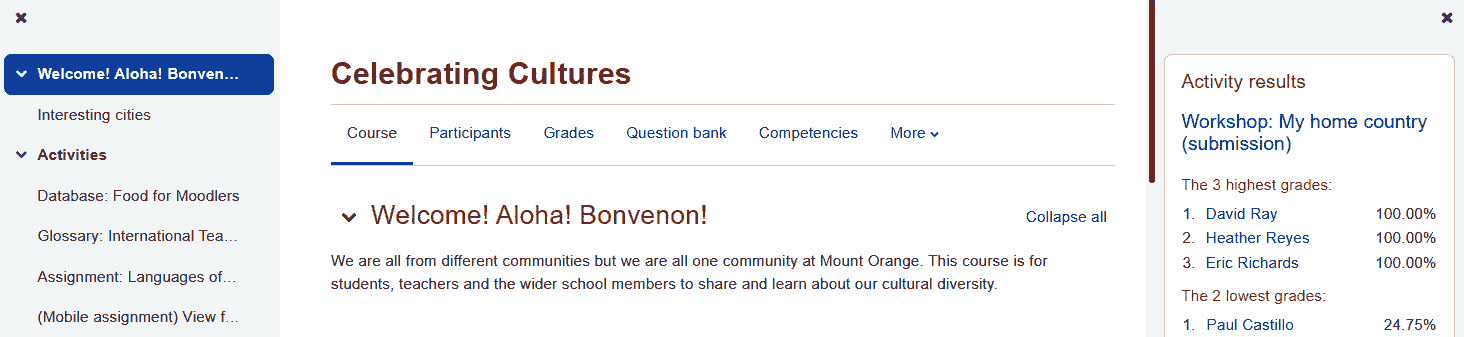 Welcome! Aloha! Bonven...
Interesting cities
Activities
Database: Food for Moodlers
Glossary: International Tea...
Assignment: Languages of...
(Mobile assignment) View f...
Celebrating Cultures
Course Participants Grades Question bank Competencies More
Welcome! Aloha! Bonvenon!
Collapse all
We are all from different communities but we are all one community at Mount Orange. This course is for
students, teachers and the wider school members to share and learn about our cultural diversity.
Activity results
Workshop: My home country
(submission)
The 3 highest grades:
1. David Ray 100.00%
2. Heather Reyes 100.00%
3. Eric Richards 100.00%
The 2 lowest grades:
1. Paul Castillo 24.75%